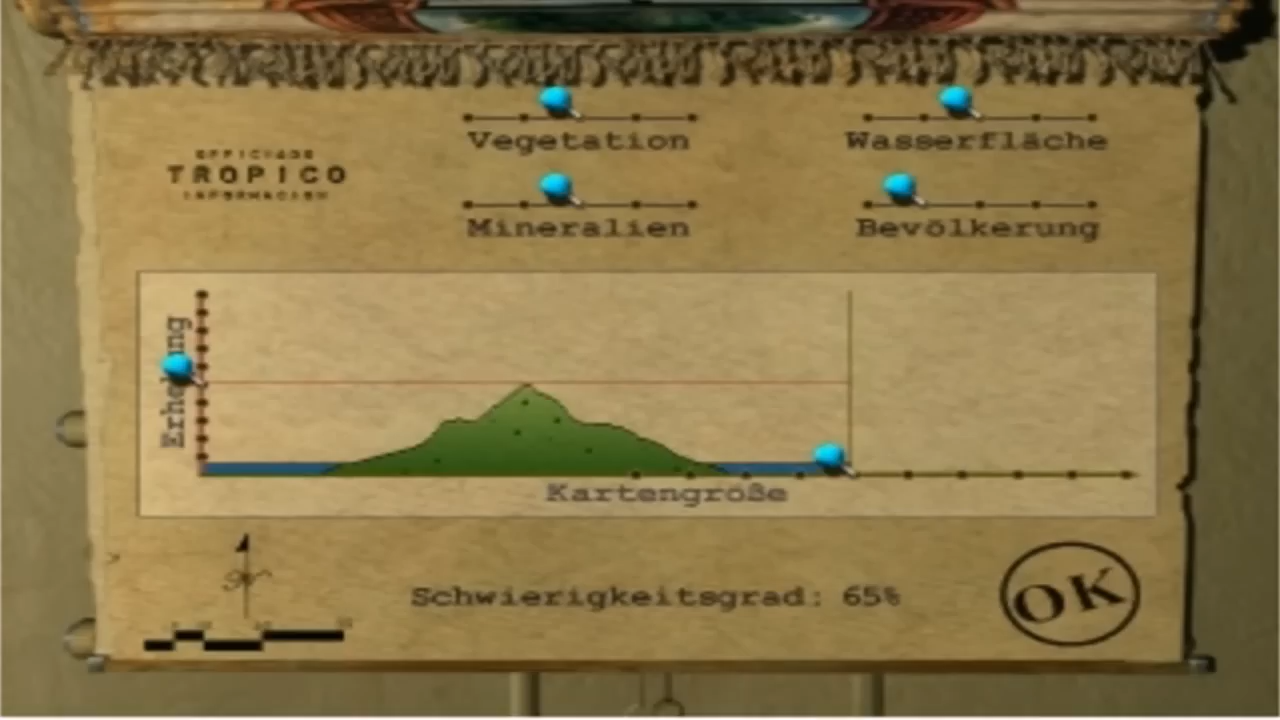 Vegetation
Wasserfläche
TROPICO
Mineralien
Bevölkerung
Kartengröße
Schwierigkeitsgrad: 65%
OK